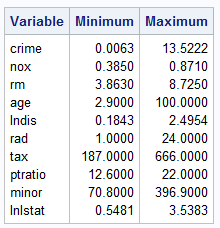 Variable Minimum Maximum
crime 0.0063 13.5222
nox 0.3850 0.8710
rm 3.8630 8.7250
age 2.9000 100.0000
lndis 0.1843 2.4954
rad 1.0000 24.0000
tax 187.0000 666.0000
ptratio 12.6000 22.0000
minor 70.8000 396.9000
lnlstat 0.5481 3.5383